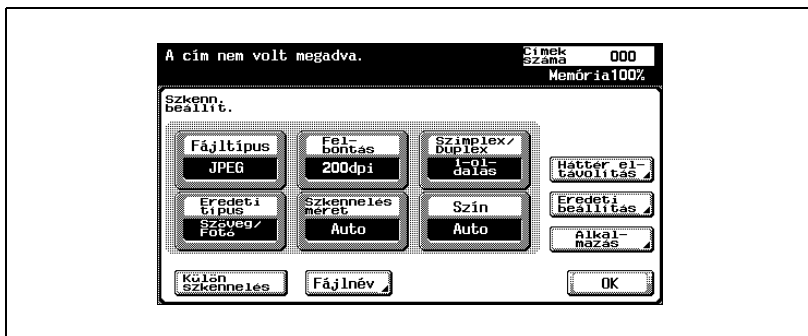 A cím nem volt megadva.
Címek
száma
000
Memória100%
Szkenn.
beállít.
Fájltípus
JPEG
Fel-
bontás
200dpi
Szimplex/
Duplex
1-ol-
dalas
Háttér el-
távolítás
Eredeti
típus
Szöveg/
Fotó
Szkennelés
méret
Auto
Szín
Auto
Eredeti
beállítás
Alkal-
mazás
Külön
szkennelés
Fájlnév
OK